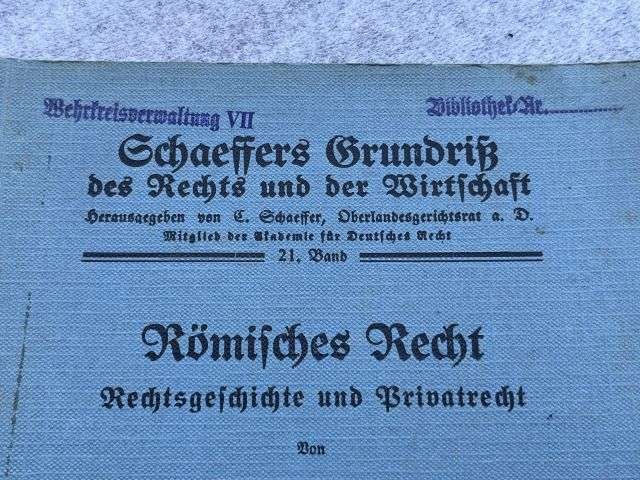 Wehrkreisverwaltung VII
Bibliothek/Nr.
Schaeffers Grundriß
des Rechts und der Wirtschaft
Herausgegeben von C. Schaeffer, Oberlandesgerichtsrat a. D.
Mitglied der Akademie für Deutsches Recht
21. Band
Römisches Recht
Rechtsgeschichte und Privatrecht
Von